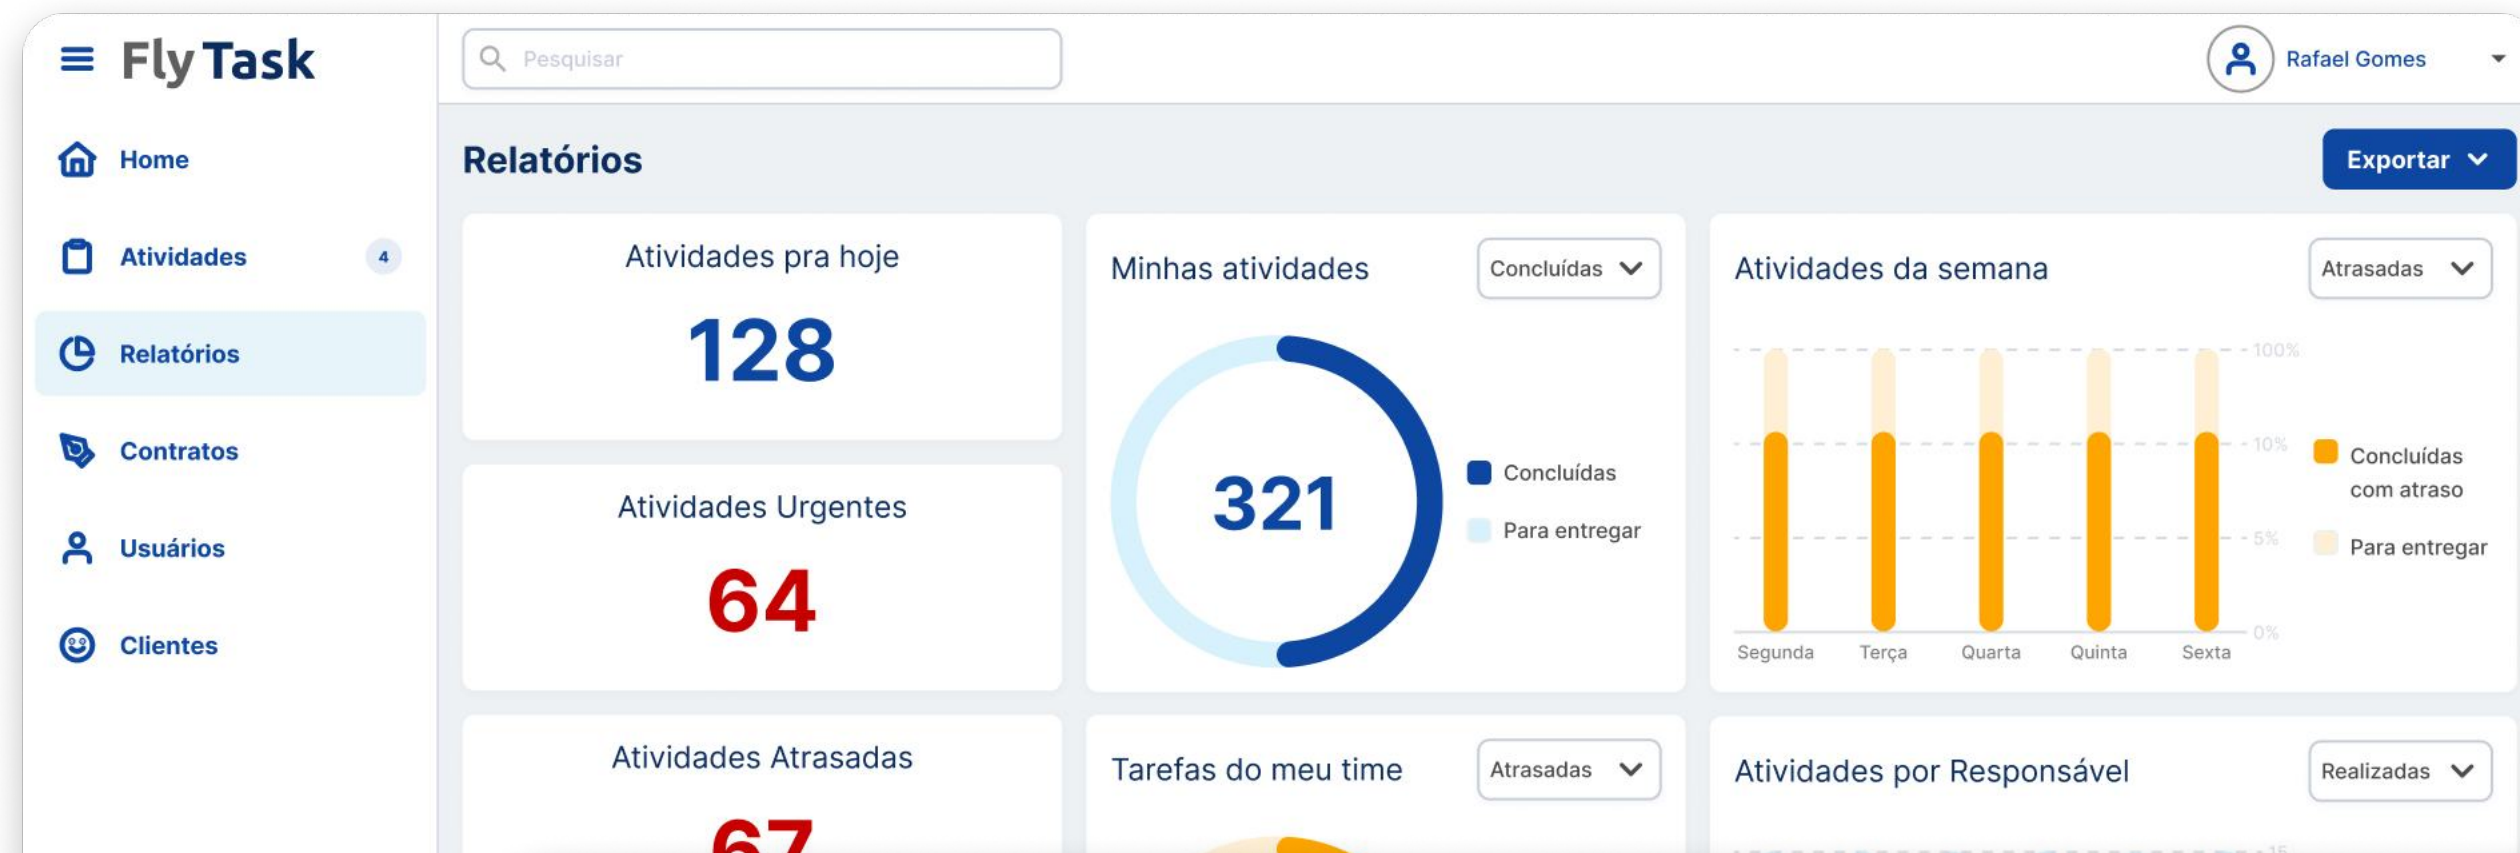 FlyTask
Pesquisar
Rafael Gomes
Home
Atividades
4
Relatórios
Contratos
Usuários
Clientes
Relatórios
Exportar
Atividades pra hoje
128
Atividades Urgentes
64
Atividades Atrasadas
67
Minhas atividades
Concluídas
321
Concluídas
Para entregar
Tarefas do meu time
Atrasadas
Atividades da semana
Atrasadas
100%
10%
5%
0%
Segunda
Terça
Quarta
Quinta
Sexta
Concluídas
com atraso
Para entregar
Atividades por Responsável
Realizadas
15